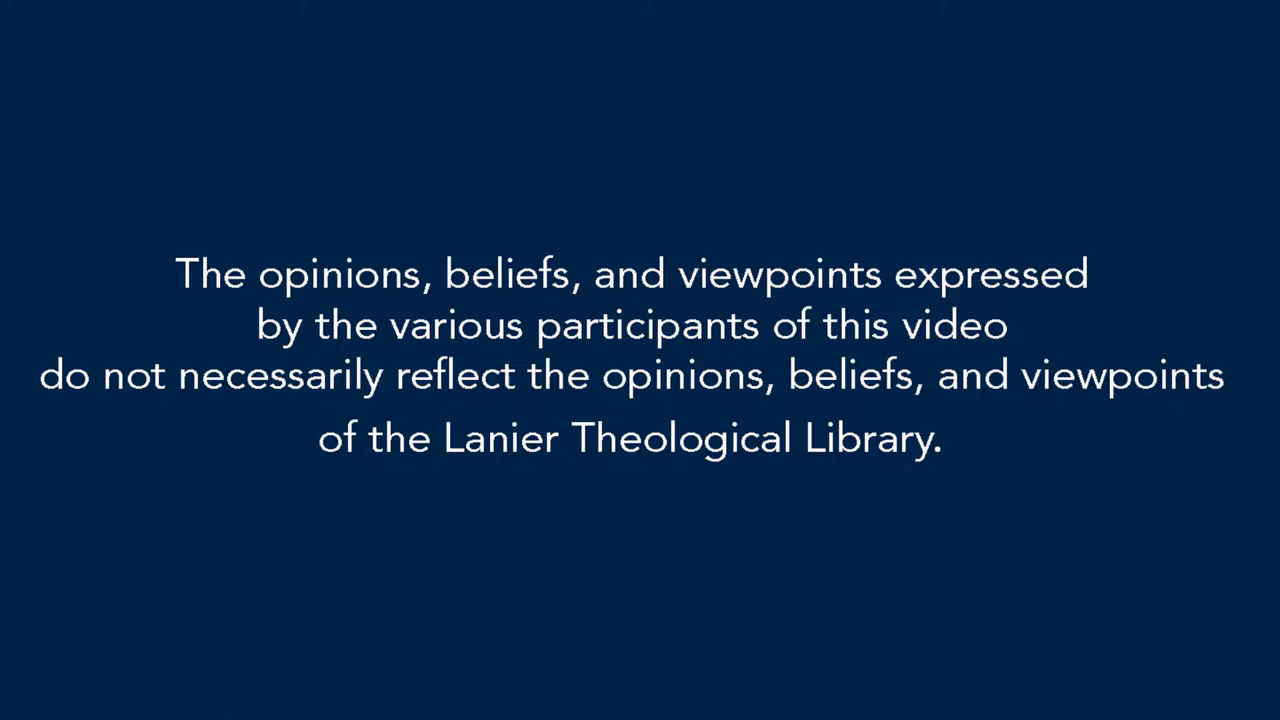 The opinions, beliefs, and viewpoints expressed
by the various participants of this video
do not necessarily reflect the opinions, beliefs, and viewpoints
of the Lanier Theological Library.